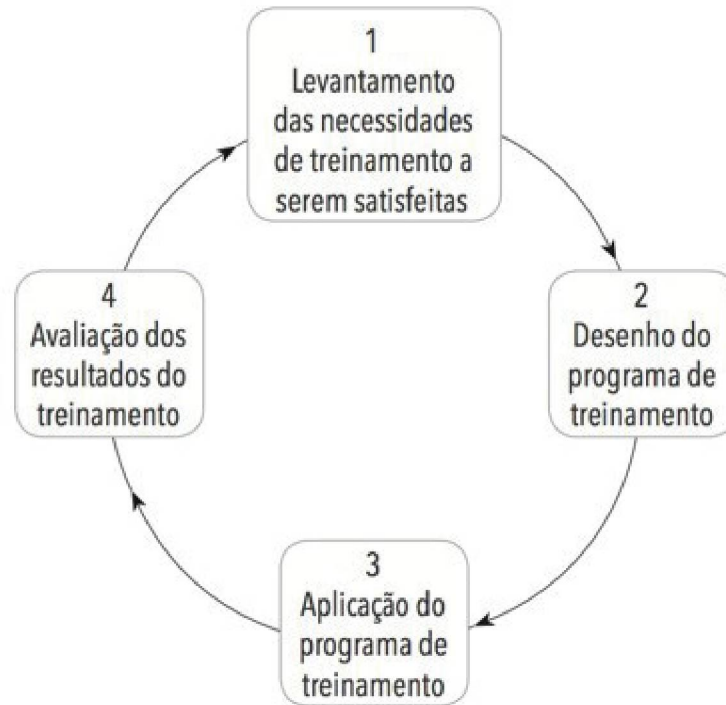 1
Levantamento
das necessidades
de treinamento a
serem satisfeitas
2
Desenho do
programa de
treinamento
3
Aplicação do
programa de
treinamento
4
Avaliação dos
resultados do
treinamento